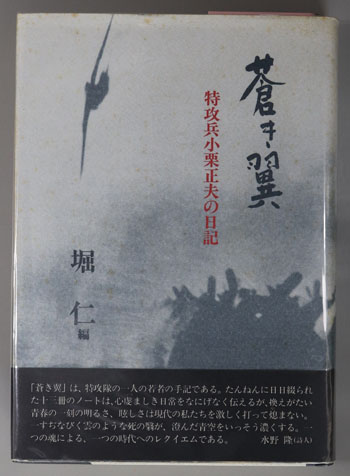 蒼き翼
特攻兵小栗正夫の日記
堀 仁 編
「蒼き翼」は、特攻隊の一人の若者の手記である。たんねんに日日綴られ
た十三冊のノートは、心虔ましき日常をなにげなく伝えるが、喚えがたい
青春の一刻の明るさ、眩しさは現代の私たちを激しく打って熄まない。
一すぢなびく雲のような死の翳が、澄んだ青空をいっそう濃くする。一
つの魂による、一つの時代へのレクイエムである。 水野 隆(詩人)